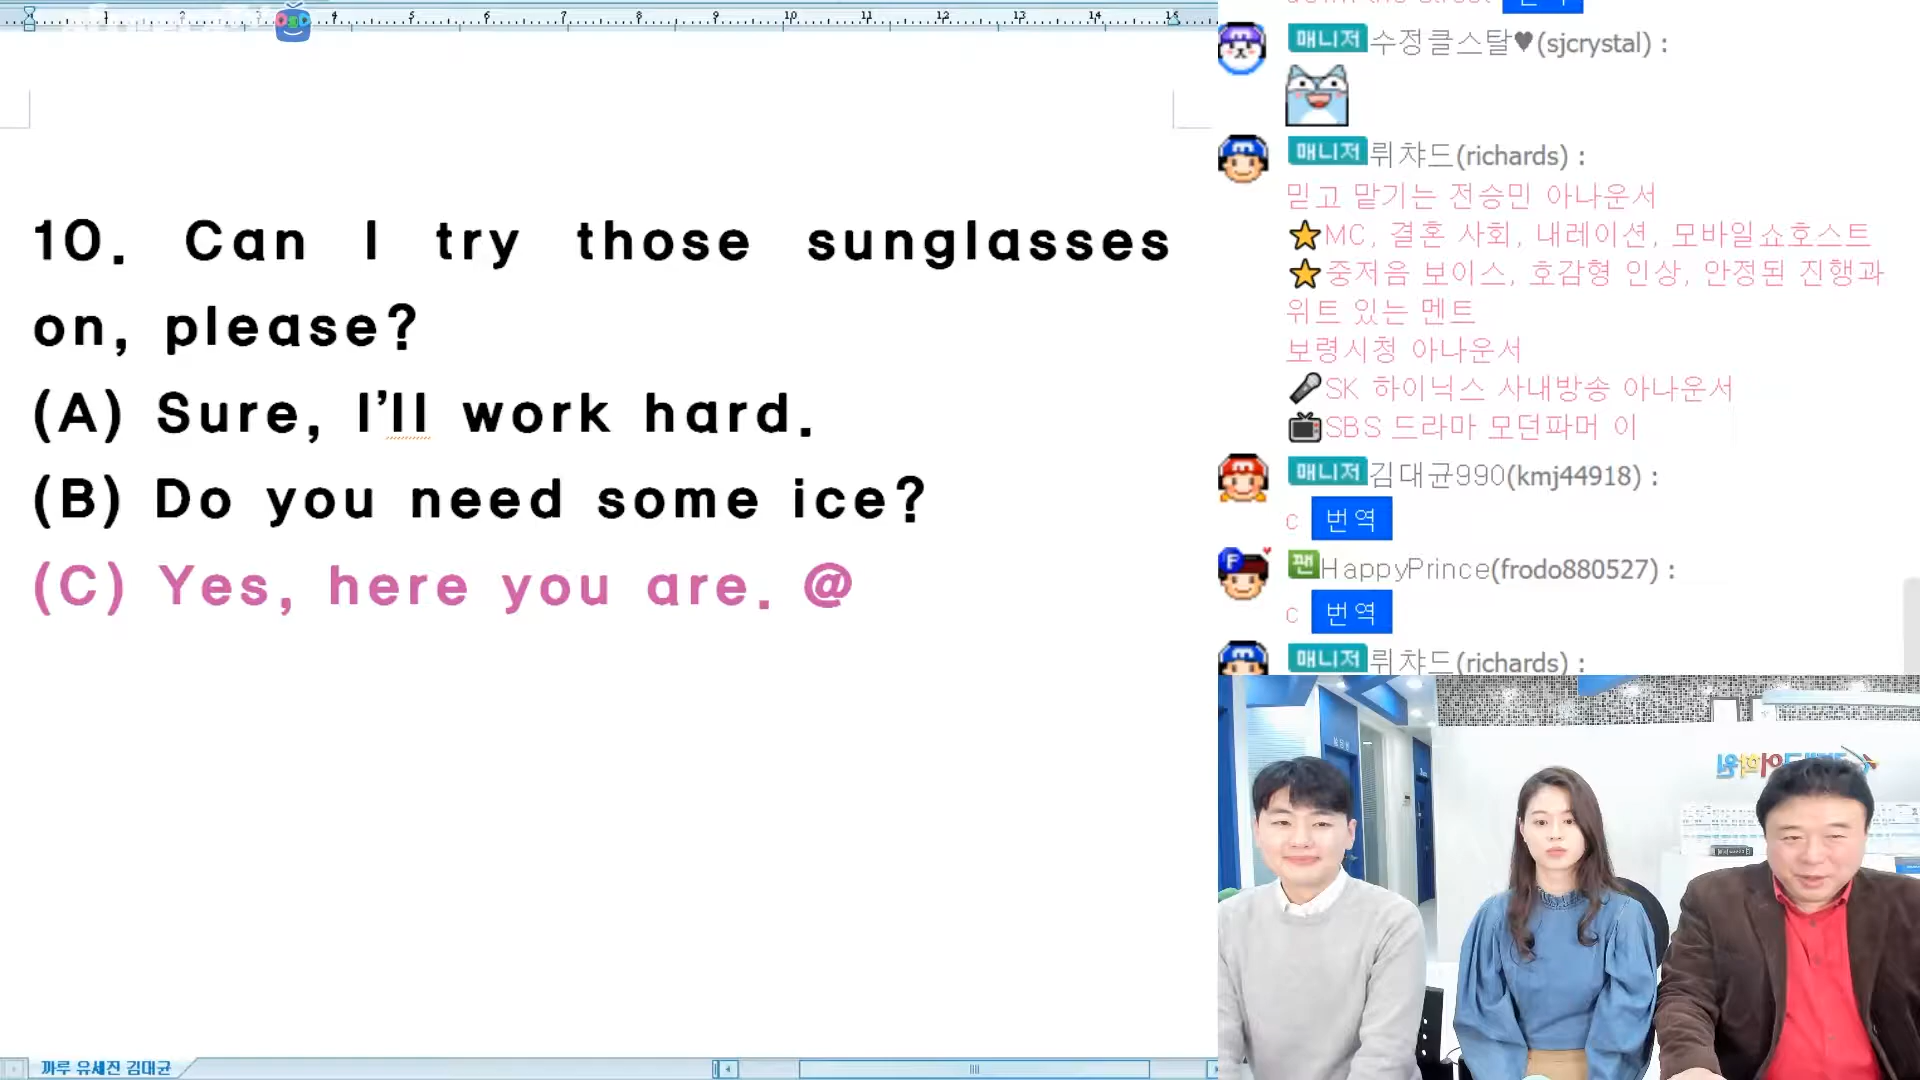 10. Can I try those sunglasses
on, please?
(A) Sure, I'll work hard.
(B) Do you need some ice?
(C) Yes, here you are. @
까루 유세진 김대균
매니저 수정클스탈♥(sjcrystal) :
매니저 뤼챠드(richards) :
믿고 맡기는 전승민 아나운서
⭐MC, 결혼 사회, 내레이션, 모바일쇼호스트
⭐중저음 보이스, 호감형 인상, 안정된 진행과
위트 있는 멘트
보령시청 아나운서
🎤SK 하이닉스 사내방송 아나운서
📺SBS 드라마 모던파머 이
매니저 김대균990(kmj44918) :
c 번역
팬 HappyPrince(frodo880527) :
c 번역
매니저 뤼챠드(richards) :